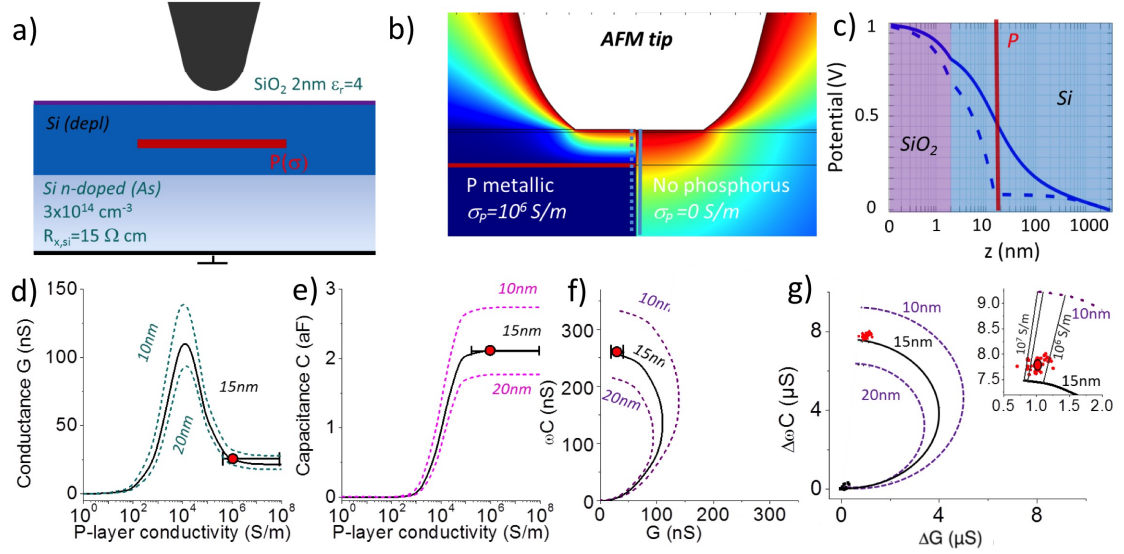 a)
SiO2 2nm εr=4
Si (depl)
P(σ)
Si n-doped (As)
3x10^14 cm^-3
Rx,si=15 Ω cm
b)
AFM tip
P metallic
σP=10^6 S/m
No phosphorus
σP=0 S/m
c)
Potential (V)
1
0.5
0
P
SiO2
Si
0 1 10 100 1000
z (nm)
d)
Conductance G (nS)
150
100
50
0
10nm
15nm
20nm
10^0 10^2 10^4 10^6 10^8
P-layer conductivity (S/m)
e)
Capacitance C (aF)
3
2
1
0
10nm
15nm
20nm
10^0 10^2 10^4 10^6 10^8
P-layer conductivity (S/m)
f)
ωC (nS)
300
200
100
0
10nm
15nm
20nm
0 100 200 300
G (nS)
g)
ΔωC (µS)
12
8
4
0
10nm
15nm
20nm
0 4 8
ΔG (µS)
9.0
8.5
8.0
7.5
10^7 S/m
10^6 S/m
10nm
15nm
0.5 1.0 1.5 2.0